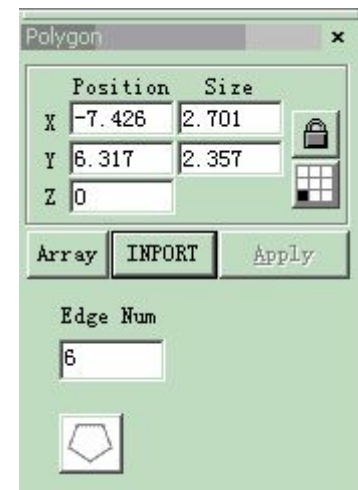 Polygon ×
Position Size
X -7.426 2.701
Y 6.317 2.357
Z 0
Array INPORT Apply
Edge Num
6